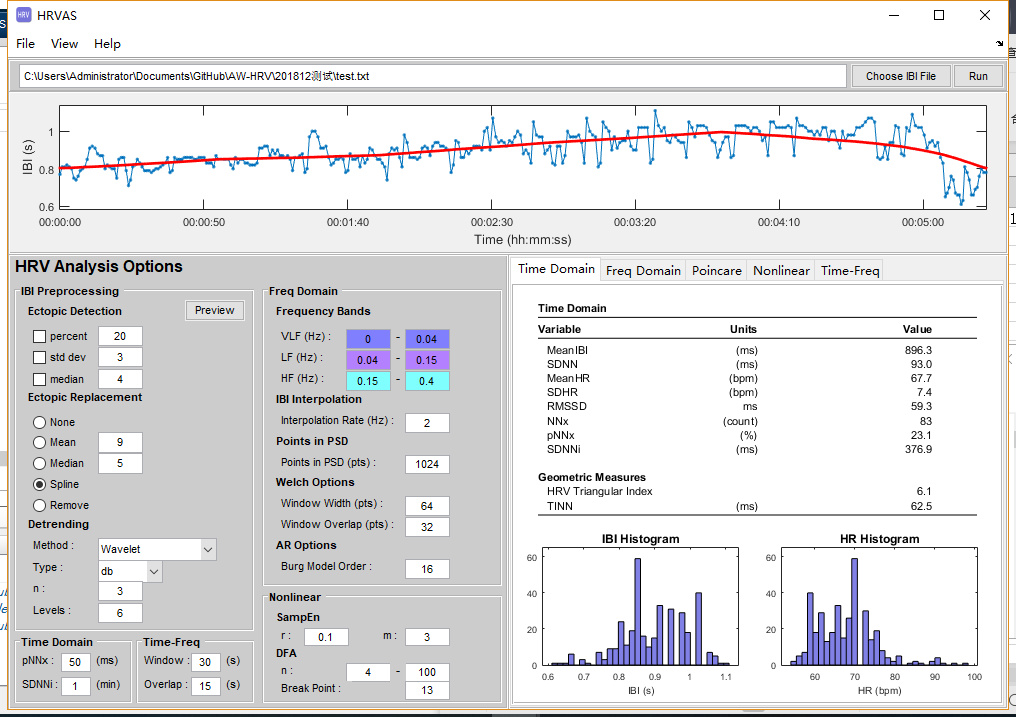 HRVAS
File View Help
C:\Users\Administrator\Documents\GitHub\AW-HRV\201812测试\test.txt
Choose IBI File
Run
IBI (s)
1
0.8
0.6
00:00:00 00:00:50 00:01:40 00:02:30 00:03:20 00:04:10 00:05:00
Time (hh:mm:ss)
HRV Analysis Options
IBI Preprocessing
Ectopic Detection
Preview
percent 20
std dev 3
median 4
Ectopic Replacement
None
Mean 9
Median 5
Spline
Remove
Detrending
Method : Wavelet
Type : db
n : 3
Levels : 6
Time Domain
pNNx : 50 (ms)
SDNNi : 1 (min)
Time-Freq
Window : 30 (s)
Overlap : 15 (s)
Freq Domain
Frequency Bands
VLF (Hz) : 0 - 0.04
LF (Hz) : 0.04 - 0.15
HF (Hz) : 0.15 - 0.4
IBI Interpolation
Interpolation Rate (Hz) : 2
Points in PSD
Points in PSD (pts) : 1024
Welch Options
Window Width (pts) : 64
Window Overlap (pts) : 32
AR Options
Burg Model Order : 16
Nonlinear
SampEn
r : 0.1 m : 3
DFA
n : 4 - 100
Break Point : 13
Time Domain Freq Domain Poincare Nonlinear Time-Freq
Time Domain
Variable Units Value
MeanIBI (ms) 896.3
SDNN (ms) 93.0
MeanHR (bpm) 67.7
SDHR (bpm) 7.4
RMSSD ms 59.3
NNx (count) 83
pNNx (%) 23.1
SDNNi (ms) 376.9
Geometric Measures
HRV Triangular Index 6.1
TINN (ms) 62.5
IBI Histogram
60
40
20
0
0.6 0.7 0.8 0.9 1 1.1
IBI (s)
HR Histogram
60
40
20
0
60 70 80 90 100
HR (bpm)